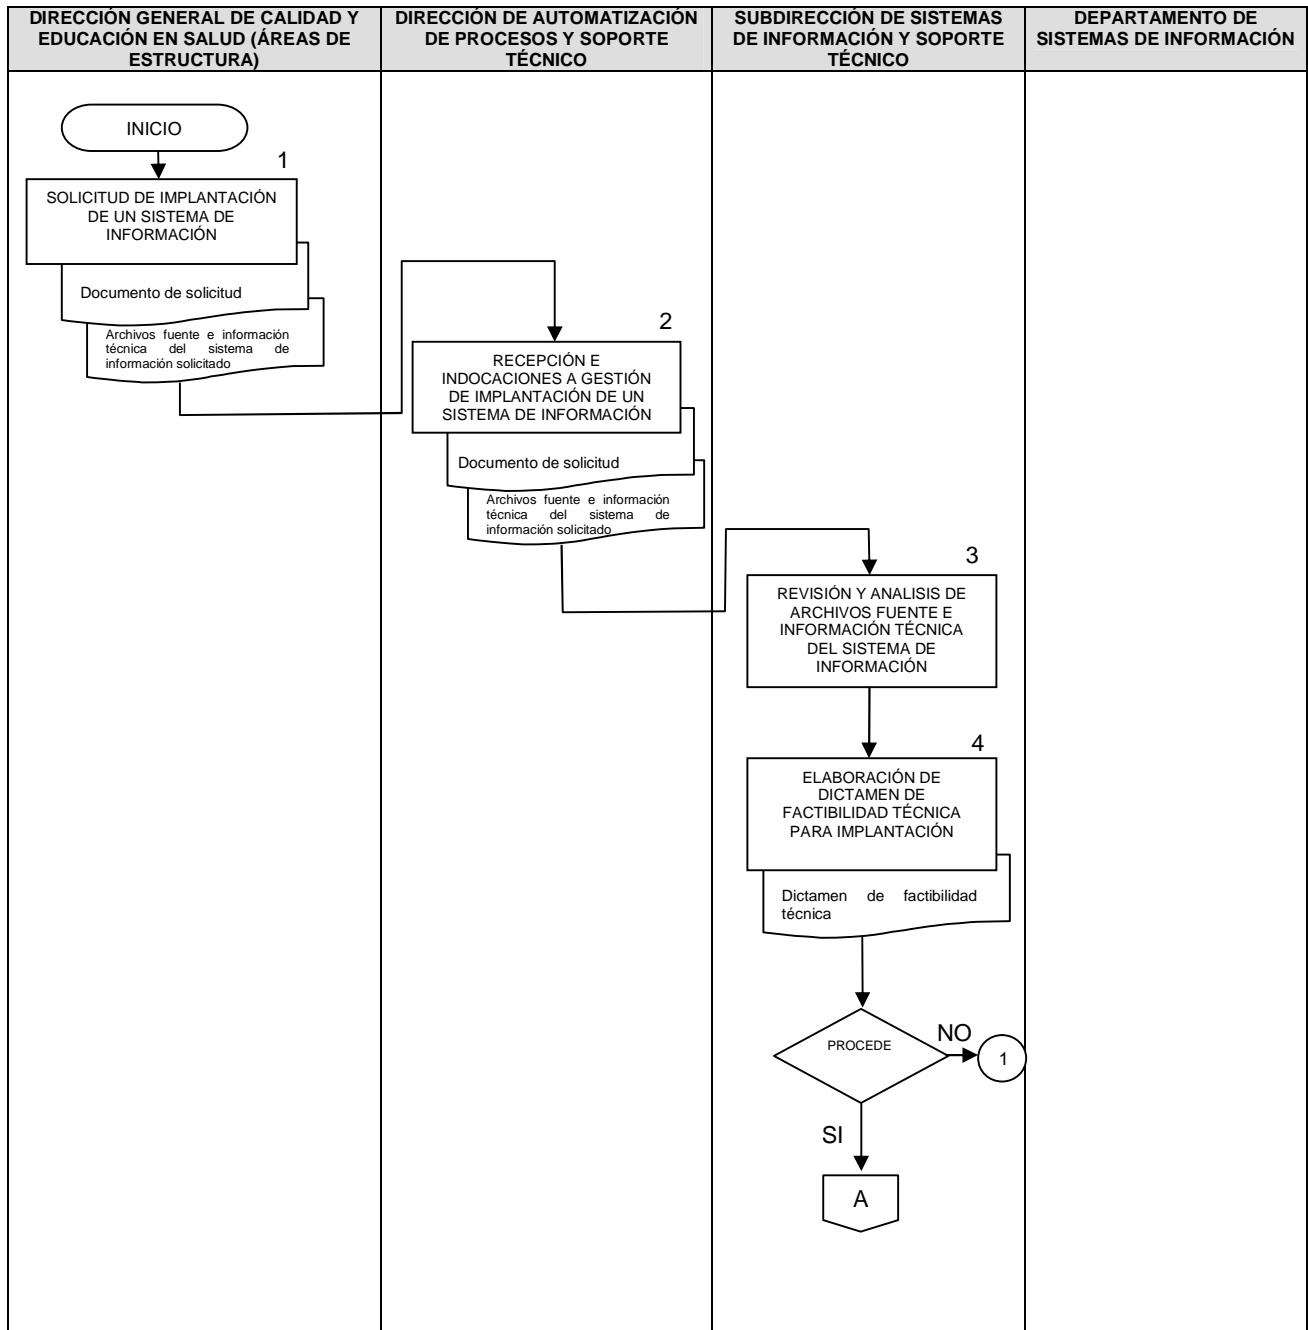 DIRECCIÓN GENERAL DE CALIDAD Y
EDUCACIÓN EN SALUD (ÁREAS DE
ESTRUCTURA)
DIRECCIÓN DE AUTOMATIZACIÓN
DE PROCESOS Y SOPORTE
TÉCNICO
SUBDIRECCIÓN DE SISTEMAS
DE INFORMACIÓN Y SOPORTE
TÉCNICO
DEPARTAMENTO DE
SISTEMAS DE INFORMACIÓN
INICIO
1
SOLICITUD DE IMPLANTACIÓN
DE UN SISTEMA DE
INFORMACIÓN
Documento de solicitud
Archivos fuente e información
técnica del sistema de
información solicitado
2
RECEPCIÓN E
INDOCACIONES A GESTIÓN
DE IMPLANTACIÓN DE UN
SISTEMA DE INFORMACIÓN
Documento de solicitud
Archivos fuente e información
técnica del sistema de
información solicitado
3
REVISIÓN Y ANALISIS DE
ARCHIVOS FUENTE E
INFORMACIÓN TÉCNICA
DEL SISTEMA DE
INFORMACIÓN
4
ELABORACIÓN DE
DICTAMEN DE
FACTIBILIDAD TÉCNICA
PARA IMPLANTACIÓN
Dictamen de factibilidad
técnica
PROCEDE
NO
1
SI
A